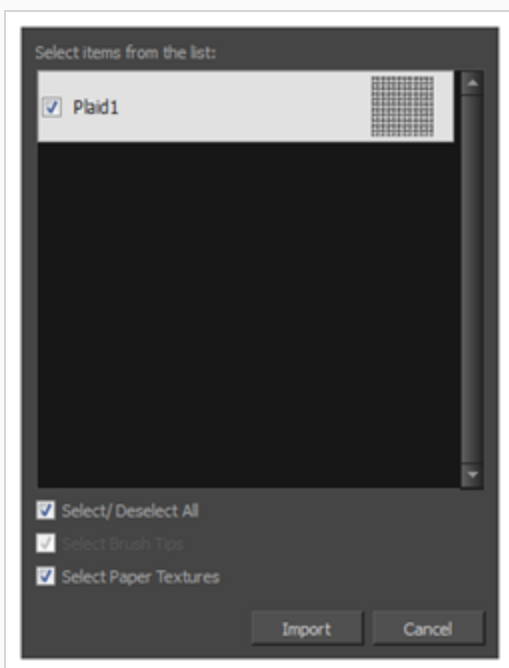 Select items from the list:
Plaid1
Select/ Deselect All
Select Brush Tips
Select Paper Textures
Import Cancel